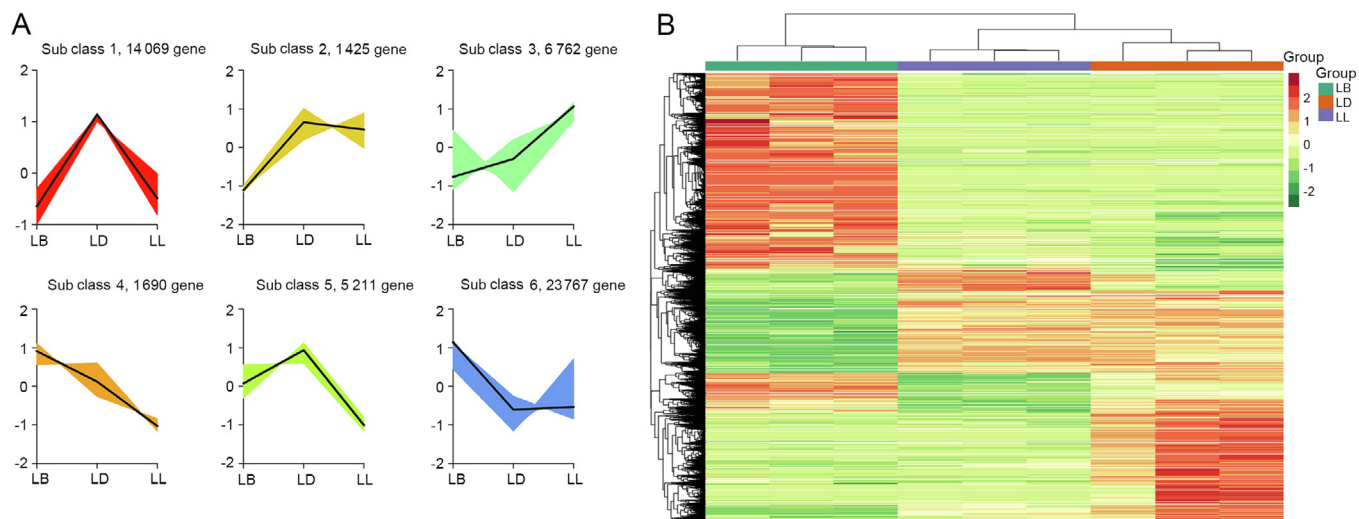 A
Sub class 1, 14 069 gene
2
1
0
-1
LB LD LL
Sub class 2, 1 425 gene
2
1
0
-1
-2
LB LD LL
Sub class 3, 6 762 gene
2
1
0
-1
-2
LB LD LL
Sub class 4, 1690 gene
2
1
0
-1
-2
LB LD LL
Sub class 5, 5 211 gene
2
1
0
-1
-2
LB LD LL
Sub class 6, 23 767 gene
2
1
0
-1
-2
LB LD LL
B
Group
2
1
0
-1
-2
Group
LB
LD
LL